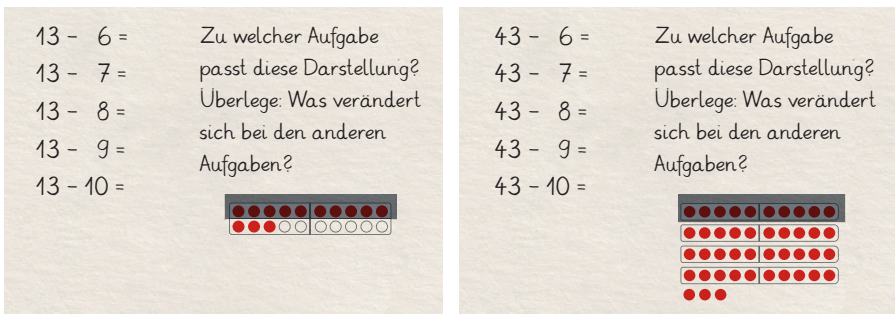 13 - 6 =
13 - 7 =
13 - 8 =
13 - 9 =
13 - 10 =
Zu welcher Aufgabe
passt diese Darstellung?
Überlege: Was verändert
sich bei den anderen
Aufgaben?
43 - 6 =
43 - 7 =
43 - 8 =
43 - 9 =
43 - 10 =
Zu welcher Aufgabe
passt diese Darstellung?
Überlege: Was verändert
sich bei den anderen
Aufgaben?